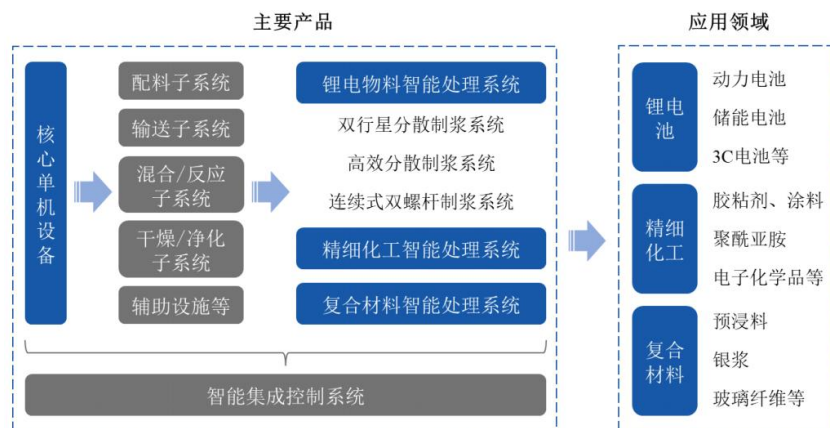 主要产品
核心单机设备
配料子系统
输送子系统
混合/反应
子系统
干燥/净化
子系统
辅助设施等
锂电物料智能处理系统
双行星分散制浆系统
高效分散制浆系统
连续式双螺杆制浆系统
精细化工智能处理系统
复合材料智能处理系统
智能集成控制系统
应用领域
锂电
池
动力电池
储能电池
3C电池等
精细
化工
胶粘剂、涂料
聚酰亚胺
电子化学品等
复合
材料
预浸料
银浆
玻璃纤维等